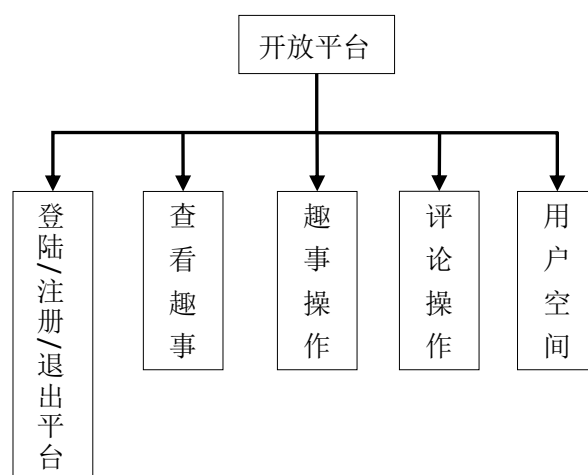 开放平台
登陆/注册/退出平台
查看趣事
趣事操作
评论操作
用户空间